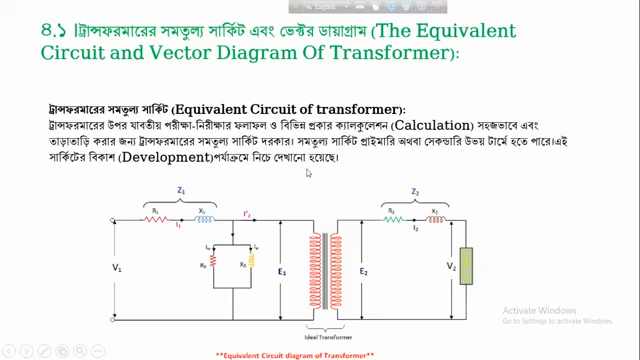 English
৪.১ ।ট্রান্সফরমারের সমতুল্য সার্কিট এবং ভেক্টর ডায়াগ্রাম (The Equivalent
Circuit and Vector Diagram Of Transformer):
ট্রান্সফরমারের সমতুল্য সার্কিট (Equivalent Circuit of transformer):
ট্রান্সফরমারের উপর যাবতীয় পরীক্ষা-নিরীক্ষার ফলাফল ও বিভিন্ন প্রকার ক্যালকুলেশন (Calculation) সহজভাবে এবং
তাড়াতাড়ি করার জন্য ট্রান্সফরমারের সমতুল্য সার্কিট দরকার। সমতুল্য সার্কিট প্রাইমারি অথবা সেকন্ডারি উভয় টার্মে হতে পারে।এই
সার্কিটের বিকাশ (Development) পর্যাক্রমে নিচে দেখানো হয়েছে।
Z₁ Z₂
R₁ X₁ I'₂ R₂ X₂
I₁ I₂
R₀ X₀
V₁ E₁ E₂ V₂
Ideal Transformer
**Equivalent Circuit diagram of Transformer**
Activate Windows
Go to Settings to activate Windows.